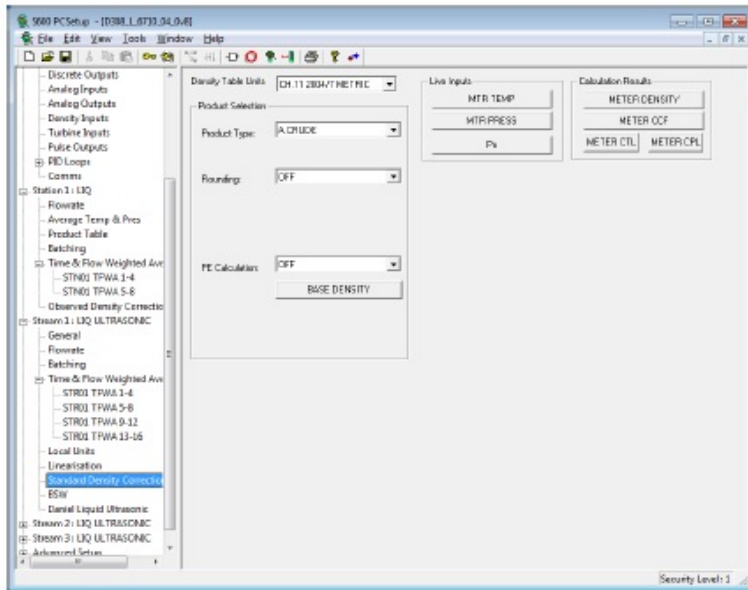 S600 PCSetup - [D308_L_6710_04_0.v8]
File Edit View Tools Window Help
Discrete Outputs
Analog Inputs
Analog Outputs
Density Inputs
Turbine Inputs
Pulse Outputs
PID Loops
Comms
Station 1: LIQ
Flowrate
Average Temp & Pres
Product Table
Batching
Time & Flow Weighted Ave
STN01 TFWA 1-4
STN01 TFWA 5-8
Observed Density Correctio
Stream 1: LIQ ULTRASONIC
General
Flowrate
Batching
Time & Flow Weighted Ave
STR01 TFWA 1-4
STR01 TFWA 5-8
STR01 TFWA 9-12
STR01 TFWA 13-16
Local Units
Linearisation
Standard Density Correctio
BSW
Daniel Liquid Ultrasonic
Stream 2: LIQ ULTRASONIC
Stream 3: LIQ ULTRASONIC
Advanced Setup
Density Table Units
CH.11 2004/7 METRIC
Product Selection
Product Type:
A.CRUDE
Rounding:
OFF
PE Calculation:
OFF
BASE DENSITY
Live Inputs
MTR TEMP
MTR PRESS
Calculation Results
METER DENSITY
METER CCF
METER CTL METER CPL
Security Level: 1